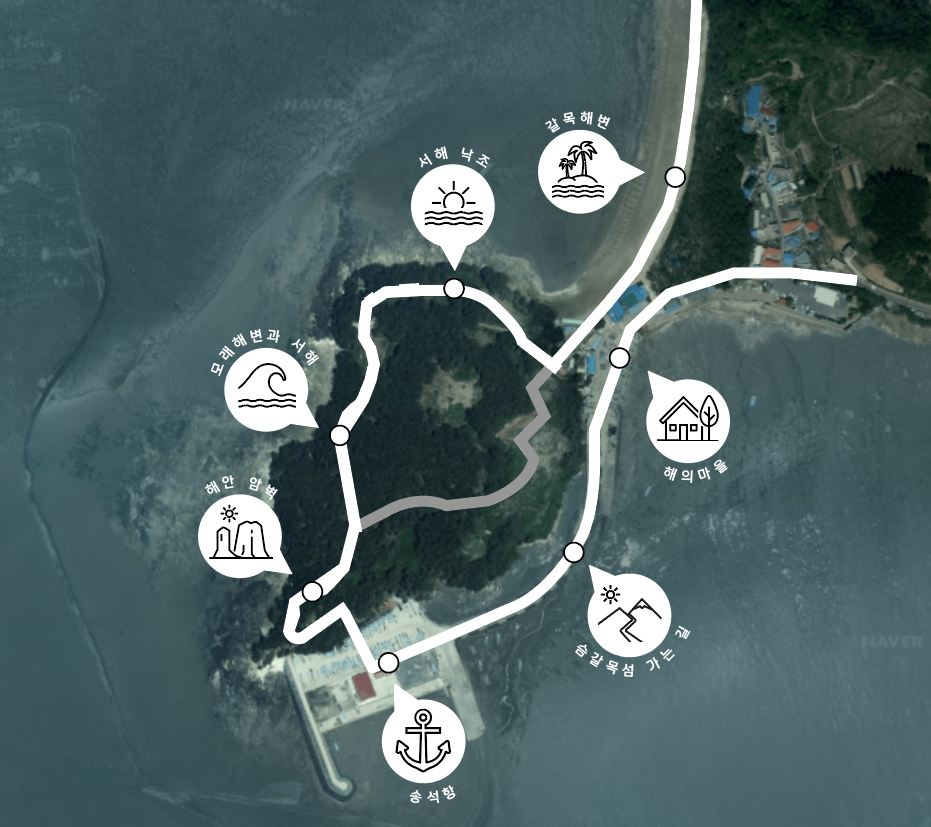 NAVER
갈목해변
서해 낙조
모래해변과 서해
해의마을
해안 암벽
슴갈목섬 가는 길
NAVER
송석항